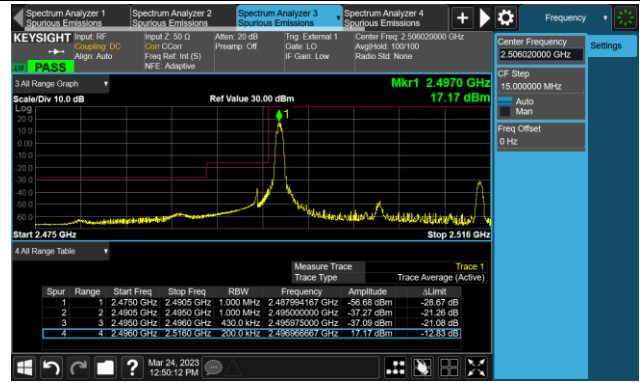 Spectrum Analyzer 1
Spurious Emissions
Spectrum Analyzer 2
Spurious Emissions
Spectrum Analyzer 3
Spurious Emissions
Spectrum Analyzer 4
Spurious Emissions
+
Frequency
KEYSIGHT
Input: RF
Coupling: DC
Align: Auto
Input Z: 50 Ω
Corr CCorr
Freq Ref: Int (S)
NFE: Adaptive
Atten: 20 dB
Preamp: Off
Trig: External 1
Gate: LO
IF Gain: Low
Center Freq: 2.506020000 GHz
Avg|Hold: 100/100
Radio Std: None
LW PASS
Center Frequency
2.506020000 GHz
Settings
CF Step
15.000000 MHz
Auto
Man
Freq Offset
0 Hz
3 All Range Graph
Mkr1 2.4970 GHz
Scale/Div 10.0 dB
Ref Value 30.00 dBm
17.17 dBm
Log
1
20.0
10.0
0.00
-10.0
-20.0
-30.0
-40.0
-50.0
-60.0
Start 2.475 GHz
Stop 2.516 GHz
4 All Range Table
Measure Trace Trace 1
Trace Type Trace Average (Active)
Spur Range Start Freq Stop Freq RBW Frequency Amplitude ΔLimit
1 1 2.4750 GHz 2.4905 GHz 1.000 MHz 2.487994167 GHz -56.68 dBm -28.67 dB
2 2 2.4905 GHz 2.4950 GHz 1.000 MHz 2.495000000 GHz -37.27 dBm -21.26 dB
3 3 2.4950 GHz 2.4960 GHz 430.0 kHz 2.495975000 GHz -37.09 dBm -21.08 dB
4 4 2.4960 GHz 2.5160 GHz 200.0 kHz 2.496966667 GHz 17.17 dBm -12.83 dB
?
Mar 24, 2023
12:50:12 PM